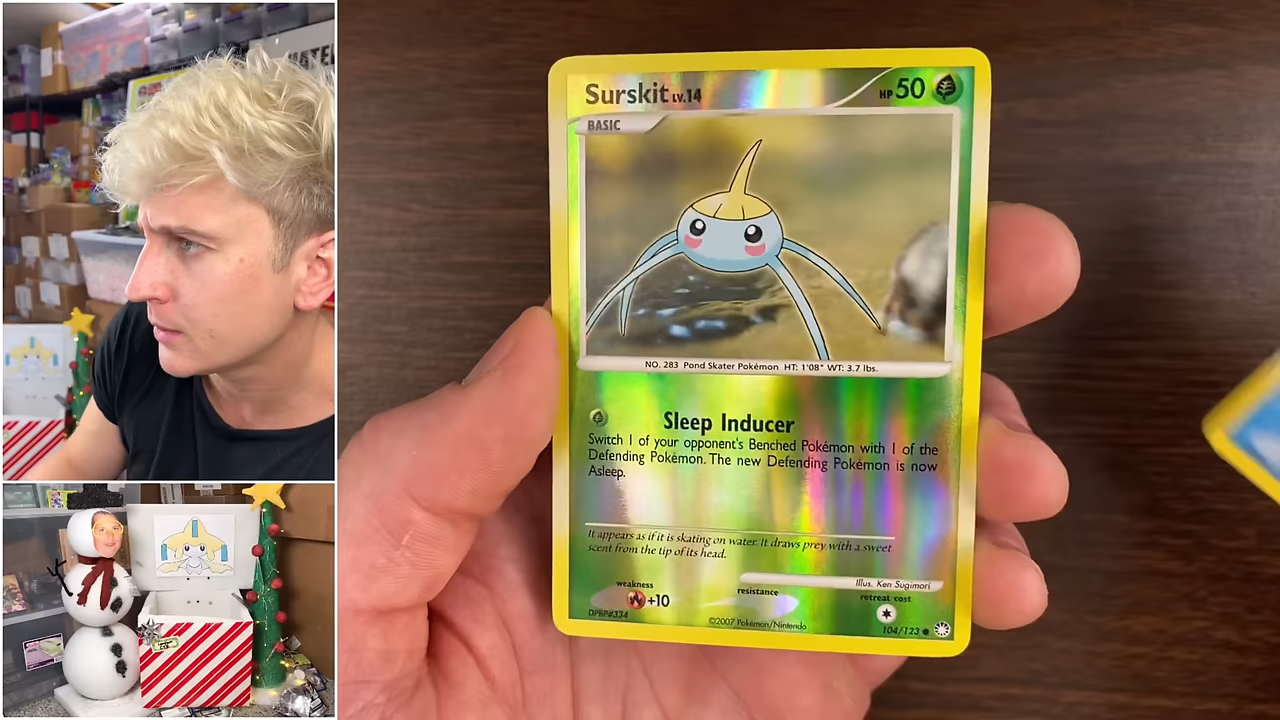 Surskit LV.14
HP 50
BASIC
NO. 283 Pond Skater Pokémon HT: 1'08" WT: 3.7 lbs.
Sleep Inducer
Switch 1 of your opponent's Benched Pokémon with 1 of the
Defending Pokémon. The new Defending Pokémon is now
Asleep.
It appears as if it is skating on water. It draws prey with a sweet
scent from the tip of its head.
Illus. Ken Sugimori
weakness
+10
resistance
retreat cost
DPBP#334
©2007 Pokémon/Nintendo
104/123